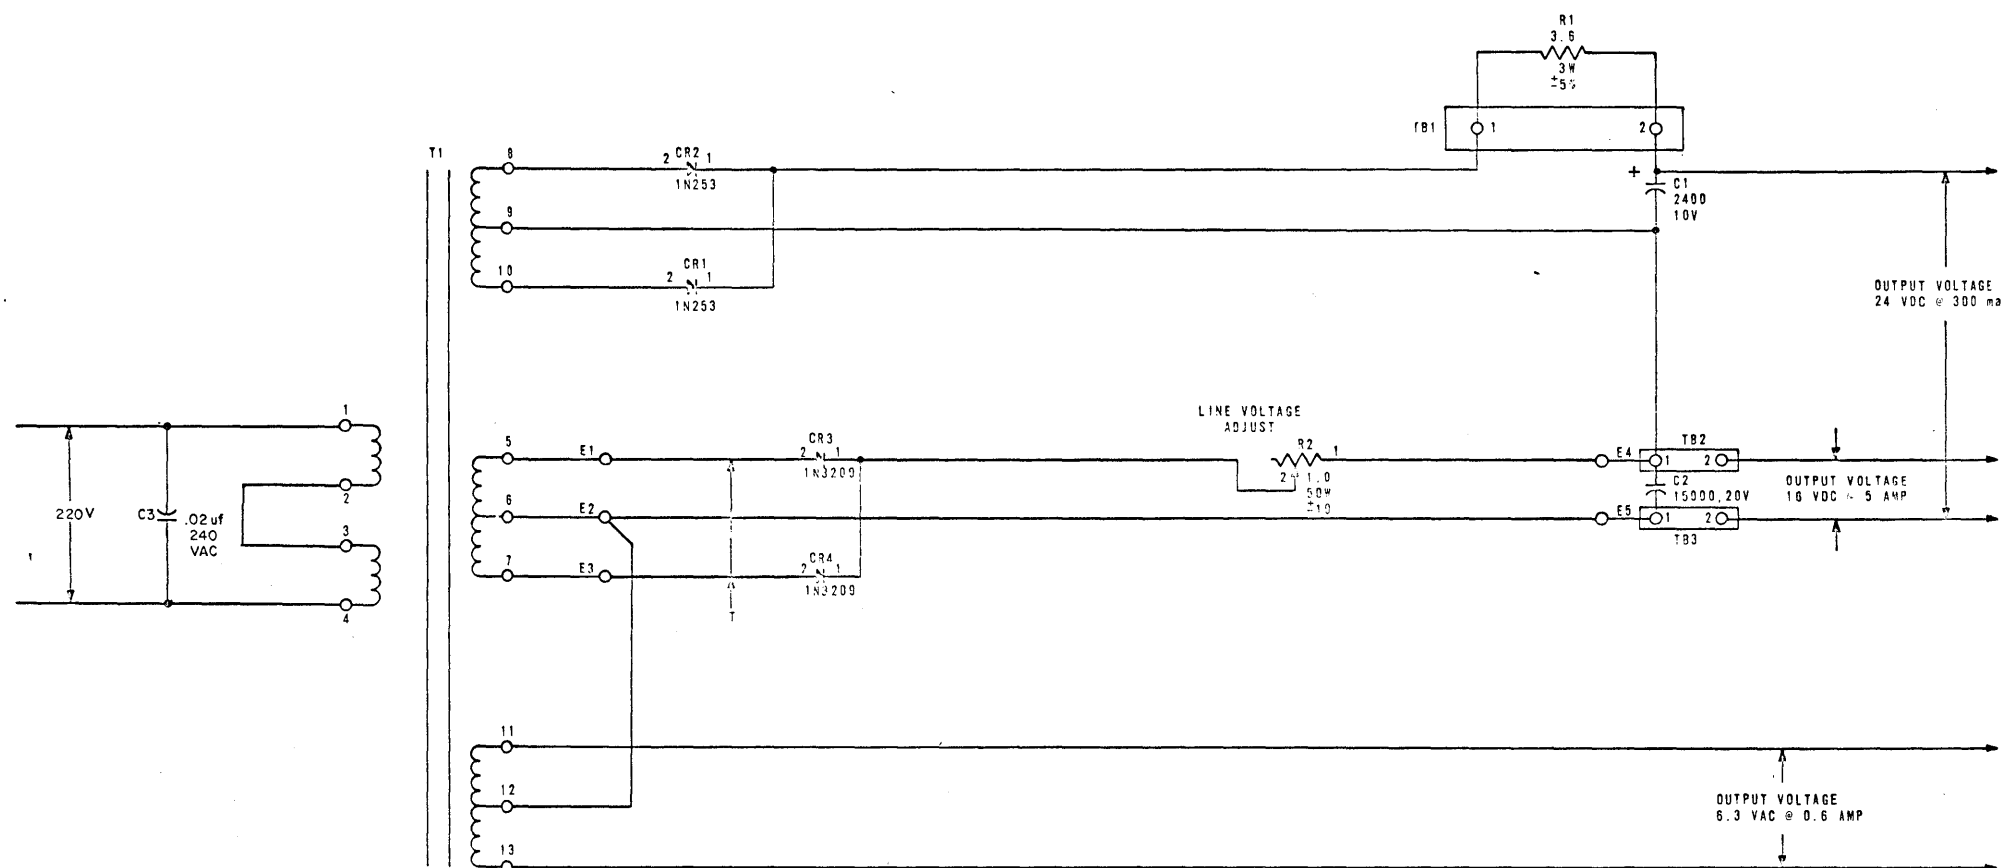 R1
3.6
3W
±5%
TB1
1
2
T1
8
2
CR2
1
1N253
+
C1
2400
10V
9
10
2
CR1
1
1N253
OUTPUT VOLTAGE
24 VDC @ 300 ma
1
LINE VOLTAGE
ADJUST
5
E1
2
CR3
1
1N3209
R2
1
2
1.0
50W
±10
E4
1
TB2
2
C2
15000,20V
OUTPUT VOLTAGE
16 VDC @ 5 AMP
2
220V
C3
.02uf
240
VAC
6
E2
E5
1
2
TB3
3
7
E3
2
CR4
1
1N3209
T
4
11
12
OUTPUT VOLTAGE
6.3 VAC @ 0.6 AMP
13